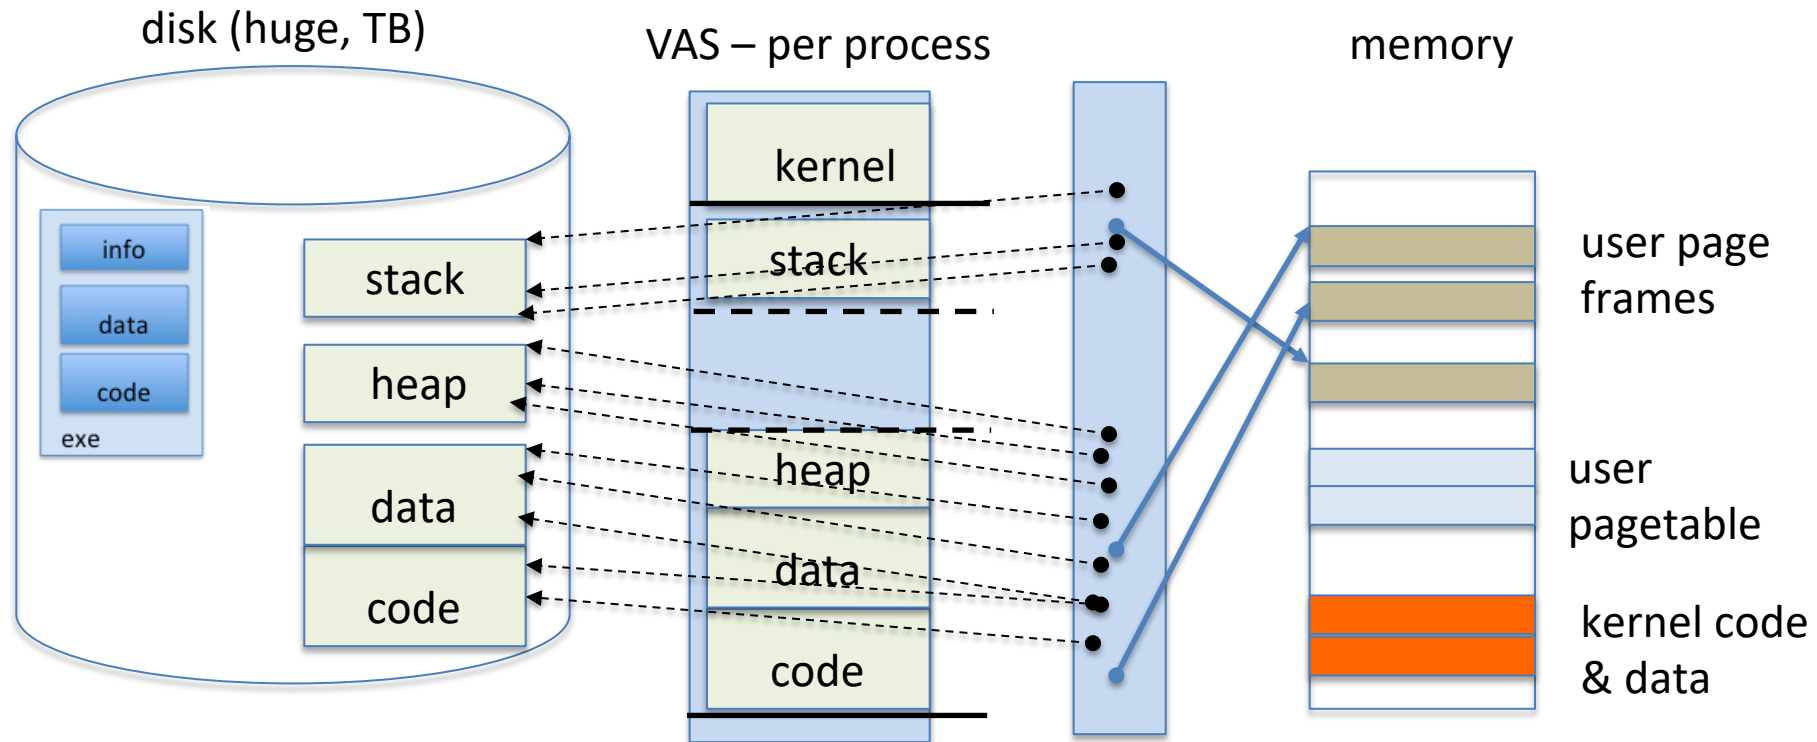 disk (huge, TB)
VAS – per process
memory
info
data
code
exe
stack
heap
data
code
kernel
stack
heap
data
code
user page
frames
user
pagetable
kernel code
& data